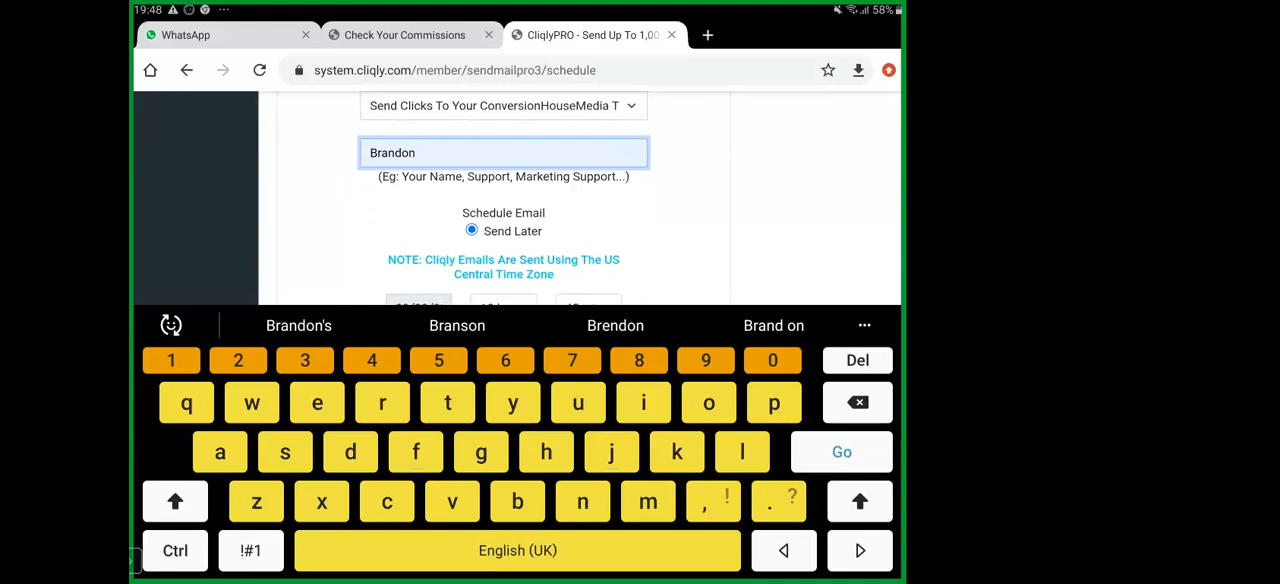 19:48 58%
WhatsApp Check Your Commissions CliqlyPRO - Send Up To 1,00
system.cliqly.com/member/sendmailpro3/schedule
Send Clicks To Your ConversionHouseMedia T
Brandon
(Eg: Your Name, Support, Marketing Support...)
Schedule Email
Send Later
NOTE: Cliqly Emails Are Sent Using The US
Central Time Zone
Brandon's Branson Brendon Brand on
1 2 3 4 5 6 7 8 9 0 Del
q w e r t y u i o p
a s d f g h j k l Go
z x c v b n m , ! . ?
Ctrl !#1 English (UK)